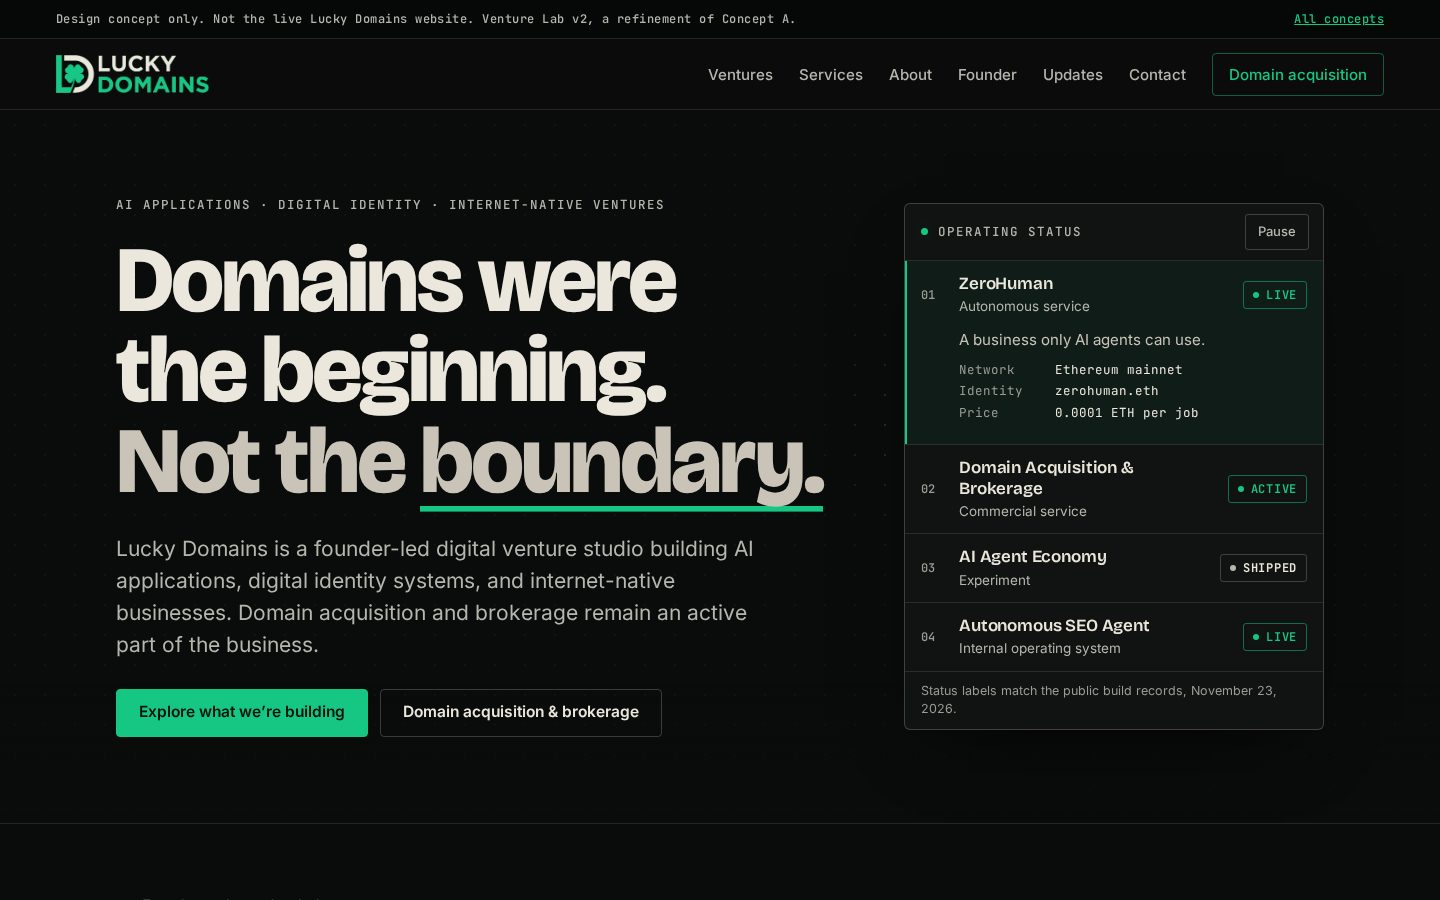 Design concept only. Not the live Lucky Domains website. Venture Lab v2, a refinement of Concept A.
All concepts
LUCKY
DOMAINS
Ventures
Services
About
Founder
Updates
Contact
Domain acquisition
AI APPLICATIONS · DIGITAL IDENTITY · INTERNET-NATIVE VENTURES
Domains were
the beginning.
Not the boundary.
Lucky Domains is a founder-led digital venture studio building AI
applications, digital identity systems, and internet-native
businesses. Domain acquisition and brokerage remain an active
part of the business.
Explore what we’re building
Domain acquisition & brokerage
OPERATING STATUS
Pause
01
ZeroHuman
Autonomous service
LIVE
A business only AI agents can use.
Network Ethereum mainnet
Identity zerohuman.eth
Price 0.0001 ETH per job
02
Domain Acquisition &
Brokerage
Commercial service
ACTIVE
03
AI Agent Economy
Experiment
SHIPPED
04
Autonomous SEO Agent
Internal operating system
LIVE
Status labels match the public build records, November 23,
2026.